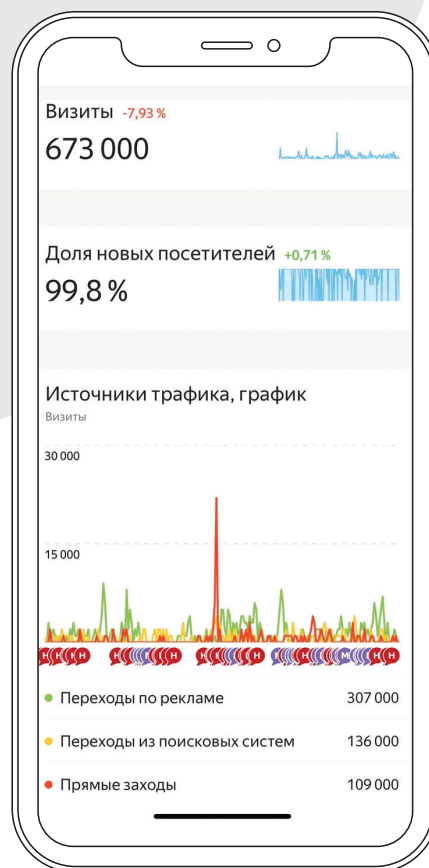 Визиты -7,93 %
673 000
Доля новых посетителей +0,71 %
99,8 %
Источники трафика, график
Визиты
30 000
15 000
Н Н Н Н Н Н Н М Н Н
Переходы по рекламе 307 000
Переходы из поисковых систем 136 000
Прямые заходы 109 000